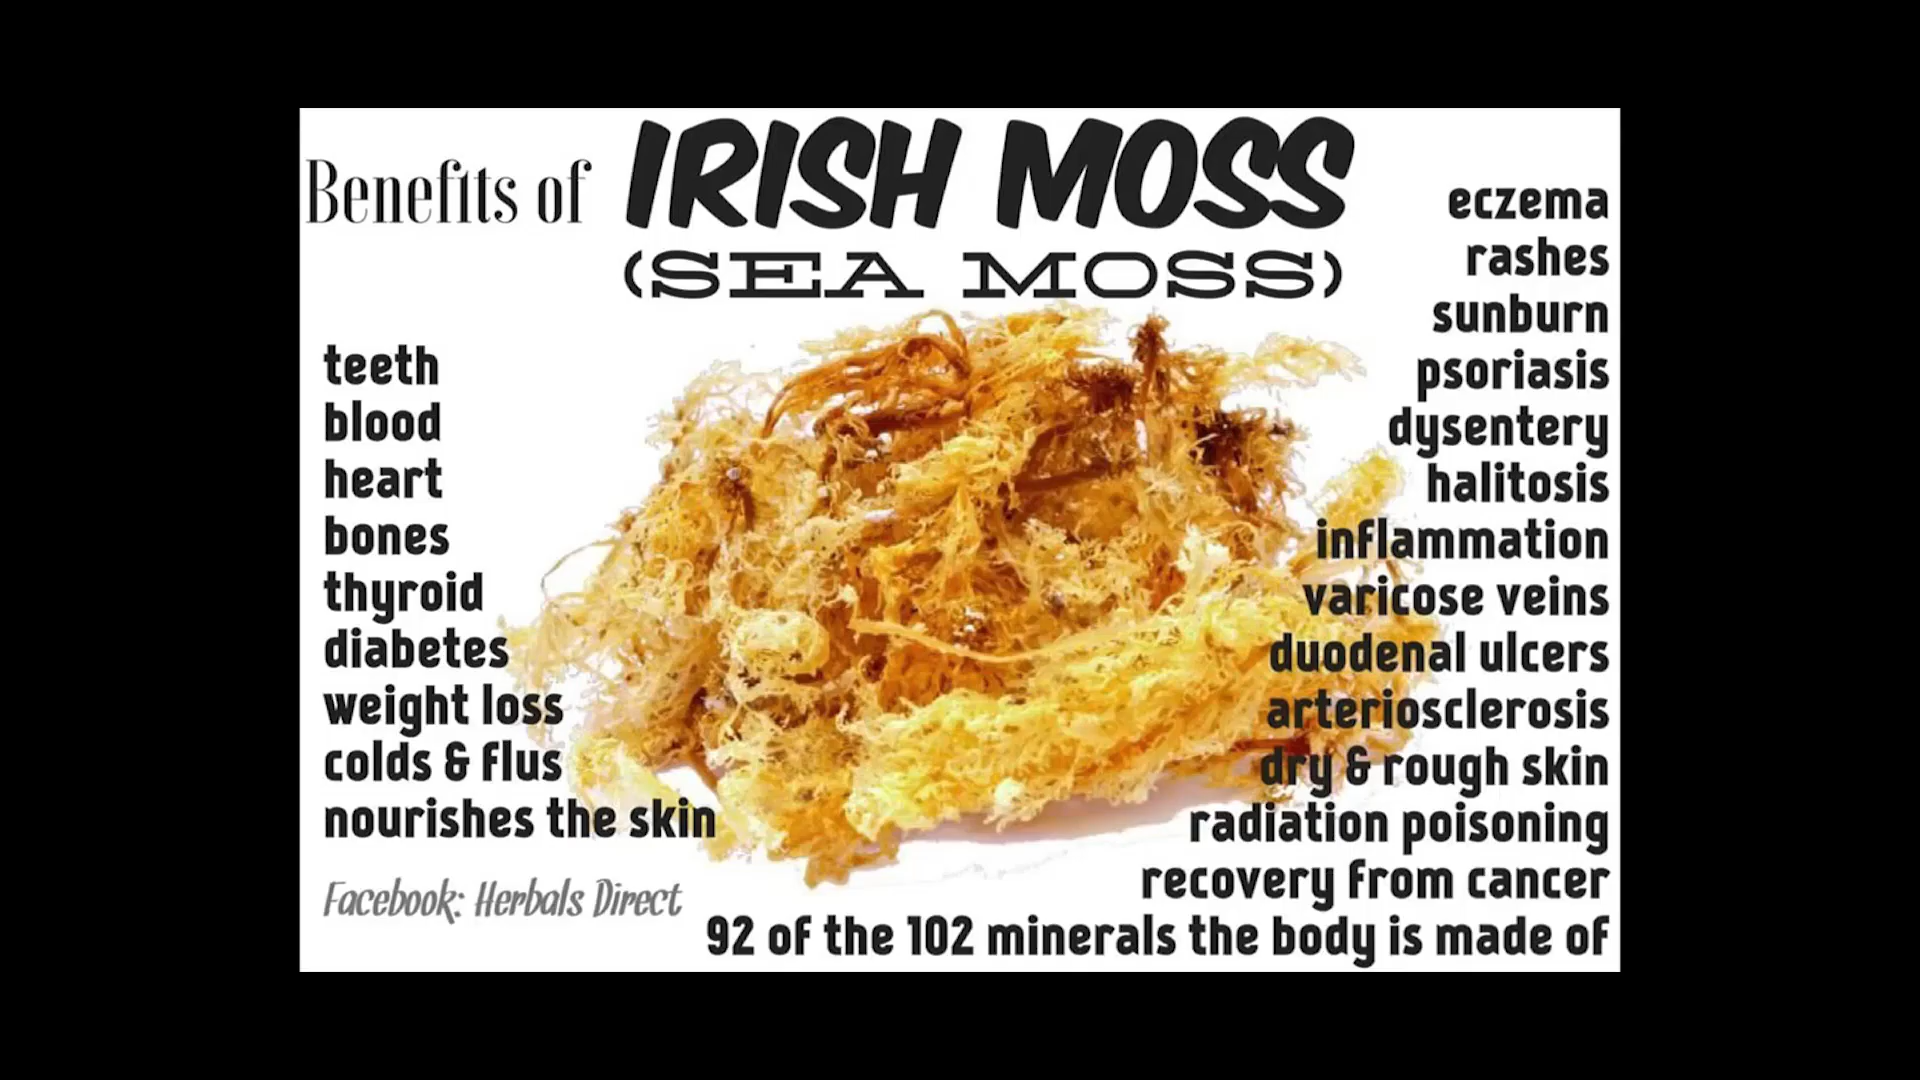 Benefits of IRISH MOSS
(SEA MOSS)
teeth
blood
heart
bones
thyroid
diabetes
weight loss
colds & flus
nourishes the skin
Facebook: Herbals Direct
eczema
rashes
sunburn
psoriasis
dysentery
halitosis
inflammation
varicose veins
duodenal ulcers
arteriosclerosis
dry & rough skin
radiation poisoning
recovery from cancer
92 of the 102 minerals the body is made of